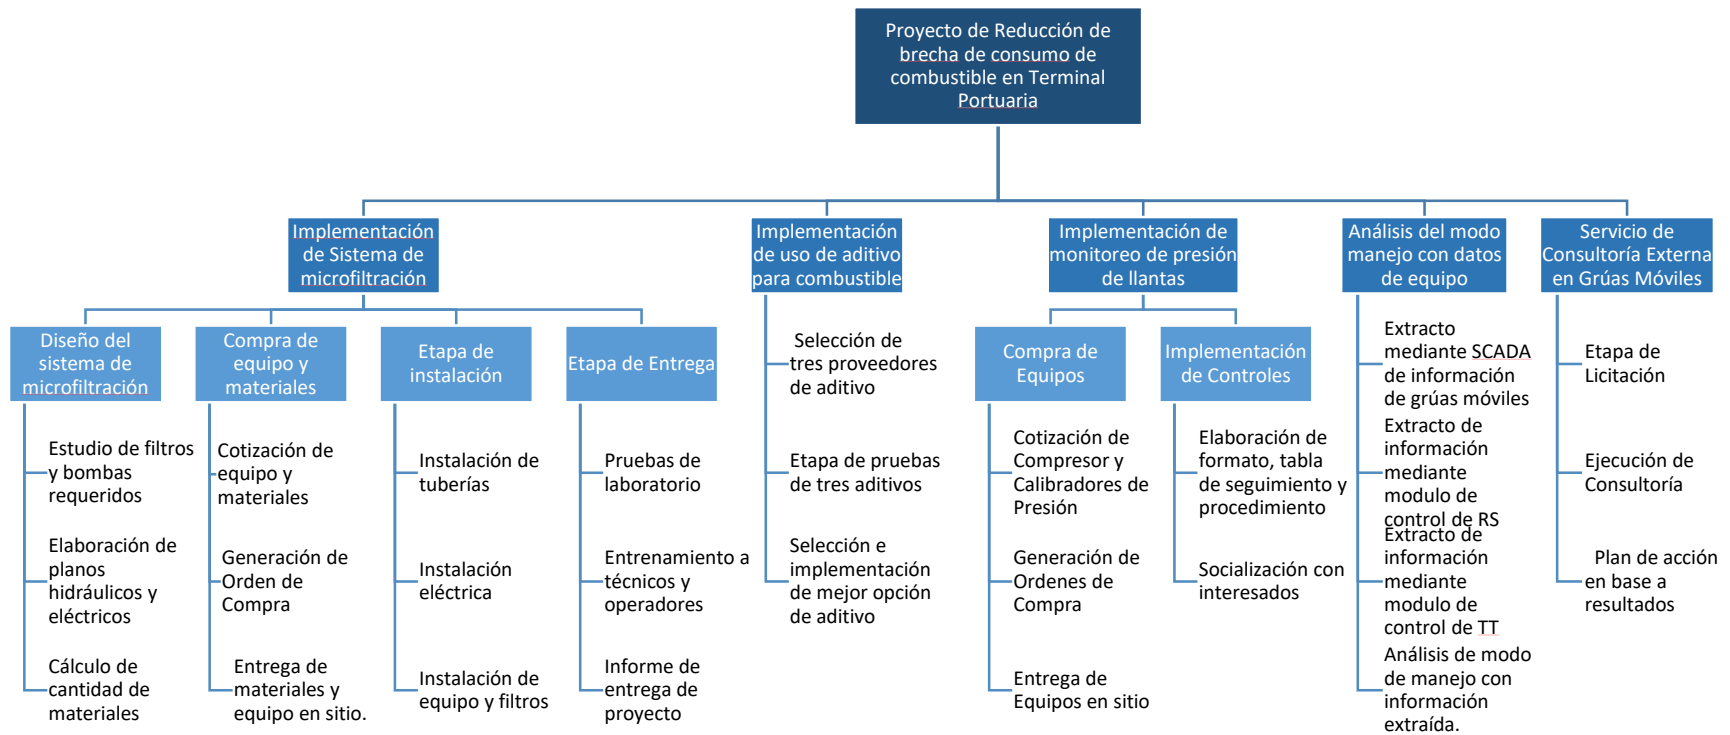 Proyecto de Reducción de
brecha de consumo de
combustible en Terminal
Portuaria
Implementación
de Sistema de
microfiltración
Implementación
de uso de aditivo
para combustible
Implementación de
monitoreo de presión
de llantas
Análisis del modo
manejo con datos
de equipo
Servicio de
Consultoría Externa
en Grúas Móviles
Diseño del
sistema de
microfiltración
Compra de
equipo y
materiales
Etapa de
instalación
Etapa de Entrega
Compra de
Equipos
Implementación
de Controles
Estudio de filtros
y bombas
requeridos
Elaboración de
planos
hidráulicos y
eléctricos
Cálculo de
cantidad de
materiales
Cotización de
equipo y
materiales
Generación de
Orden de
Compra
Entrega de
materiales y
equipo en sitio.
Instalación de
tuberías
Instalación
eléctrica
Instalación de
equipo y filtros
Pruebas de
laboratorio
Entrenamiento a
técnicos y
operadores
Informe de
entrega de
proyecto
Selección de
tres proveedores
de aditivo
Etapa de pruebas
de tres aditivos
Selección e
implementación
de mejor opción
de aditivo
Cotización de
Compresor y
Calibradores de
Presión
Generación de
Ordenes de
Compra
Entrega de
Equipos en sitio
Elaboración de
formato, tabla
de seguimiento y
procedimiento
Socialización con
interesados
Extracto
mediante SCADA
de información
de grúas móviles
Extracto de
información
mediante
modulo de
control de RS
Extracto de
información
mediante
modulo de
control de TT
Análisis de modo
de manejo con
información
extraída.
Etapa de
Licitación
Ejecución de
Consultoría
Plan de acción
en base a
resultados